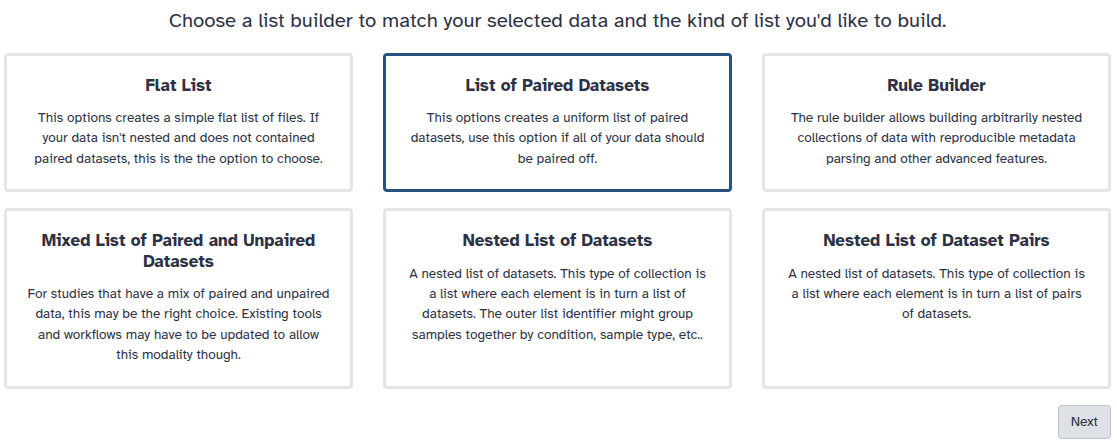 Choose a list builder to match your selected data and the kind of list you'd like to build.
Flat List
This options creates a simple flat list of files. If
your data isn't nested and does not contained
paired datasets, this is the the option to choose.
List of Paired Datasets
This options creates a uniform list of paired
datasets, use this option if all of your data should
be paired off.
Rule Builder
The rule builder allows building arbitrarily nested
collections of data with reproducible metadata
parsing and other advanced features.
Mixed List of Paired and Unpaired
Datasets
For studies that have a mix of paired and unpaired
data, this may be the right choice. Existing tools
and workflows may have to be updated to allow
this modality though.
Nested List of Datasets
A nested list of datasets. This type of collection is
a list where each element is in turn a list of
datasets. The outer list identifier might group
samples together by condition, sample type, etc..
Nested List of Dataset Pairs
A nested list of datasets. This type of collection is
a list where each element is in turn a list of pairs
of datasets.
Next